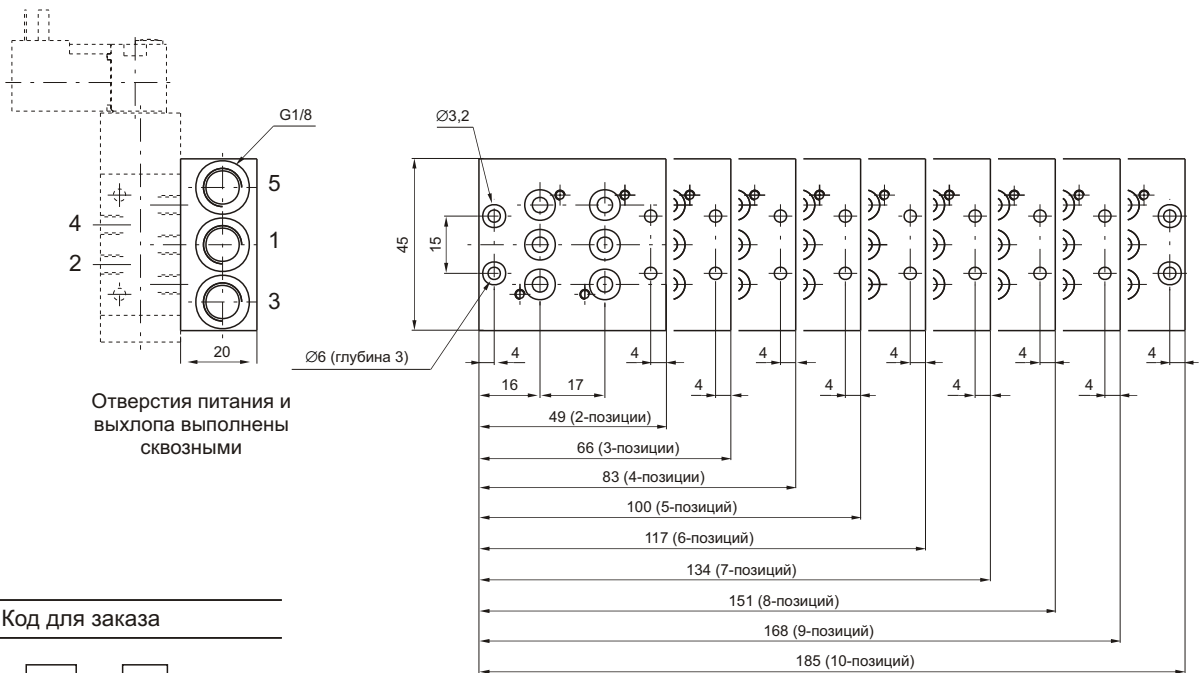 G1/8
5
4
1
2
3
20
Отверстия питания и
выхлопа выполнены
сквозными
∅3,2
45
15
∅6 (глубина 3)
4
4
4
4
4
4
16
17
4
4
4
4
49 (2-позиции)
66 (3-позиции)
83 (4-позиции)
100 (5-позиций)
117 (6-позиций)
134 (7-позиций)
151 (8-позиций)
168 (9-позиций)
185 (10-позиций)
Код для заказа